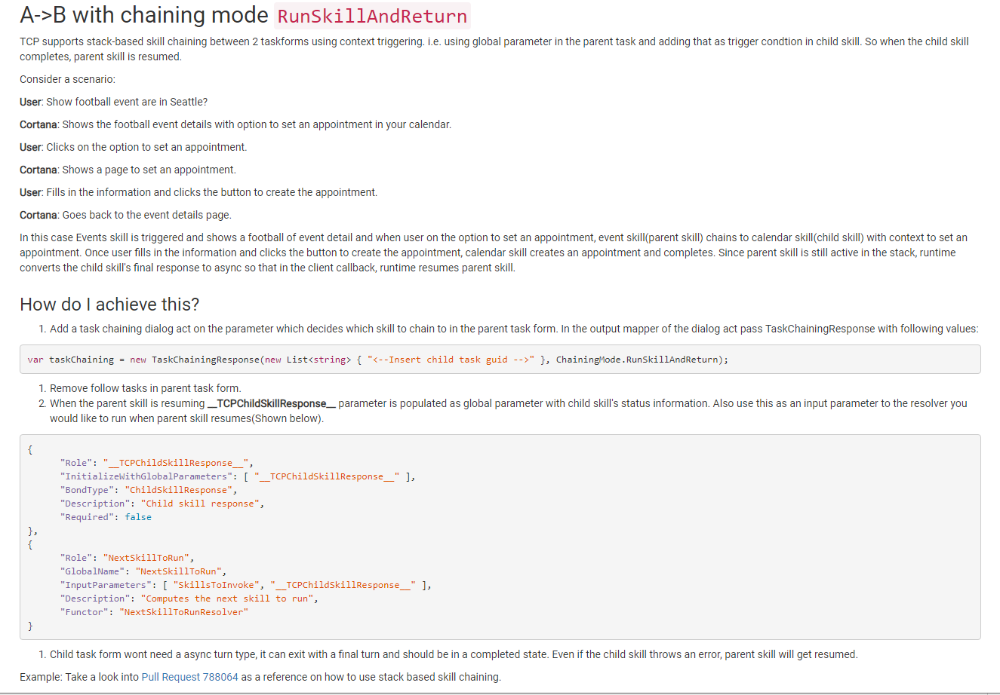 A->B with chaining mode RunSkillAndReturn
TCP supports stack-based skill chaining between 2 taskforms using context triggering. i.e. using global parameter in the parent task and adding that as trigger condtion in child skill. So when the child skill
completes, parent skill is resumed.
Consider a scenario:
User: Show football event are in Seattle?
Cortana: Shows the football event details with option to set an appointment in your calendar.
User: Clicks on the option to set an appointment.
Cortana: Shows a page to set an appointment.
User: Fills in the information and clicks the button to create the appointment.
Cortana: Goes back to the event details page.
In this case Events skill is triggered and shows a football of event detail and when user on the option to set an appointment, event skill(parent skill) chains to calendar skill(child skill) with context to set an
appointment. Once user fills in the information and clicks the button to create the appointment, calendar skill creates an appointment and completes. Since parent skill is still active in the stack, runtime
converts the child skill's final response to async so that in the client callback, runtime resumes parent skill.
How do I achieve this?
1. Add a task chaining dialog act on the parameter which decides which skill to chain to in the parent task form. In the output mapper of the dialog act pass TaskChainingResponse with following values:
var taskChaining = new TaskChainingResponse(new List<string> { "<--Insert child task guid -->" }, ChainingMode.RunSkillAndReturn);
1. Remove follow tasks in parent task form.
2. When the parent skill is resuming __TCPChildSkillResponse__ parameter is populated as global parameter with child skill's status information. Also use this as an input parameter to the resolver you
would like to run when parent skill resumes(Shown below).
{
"Role": "__TCPChildSkillResponse__",
"InitializeWithGlobalParameters": [ "__TCPChildSkillResponse__" ],
"BondType": "ChildSkillResponse",
"Description": "Child skill response",
"Required": false
},
{
"Role": "NextSkillToRun",
"GlobalName": "NextSkillToRun",
"InputParameters": [ "SkillsToInvoke", "__TCPChildSkillResponse__" ],
"Description": "Computes the next skill to run",
"Functor": "NextSkillToRunResolver"
}
1. Child task form wont need a async turn type, it can exit with a final turn and should be in a completed state. Even if the child skill throws an error, parent skill will get resumed.
Example: Take a look into Pull Request 788064 as a reference on how to use stack based skill chaining.